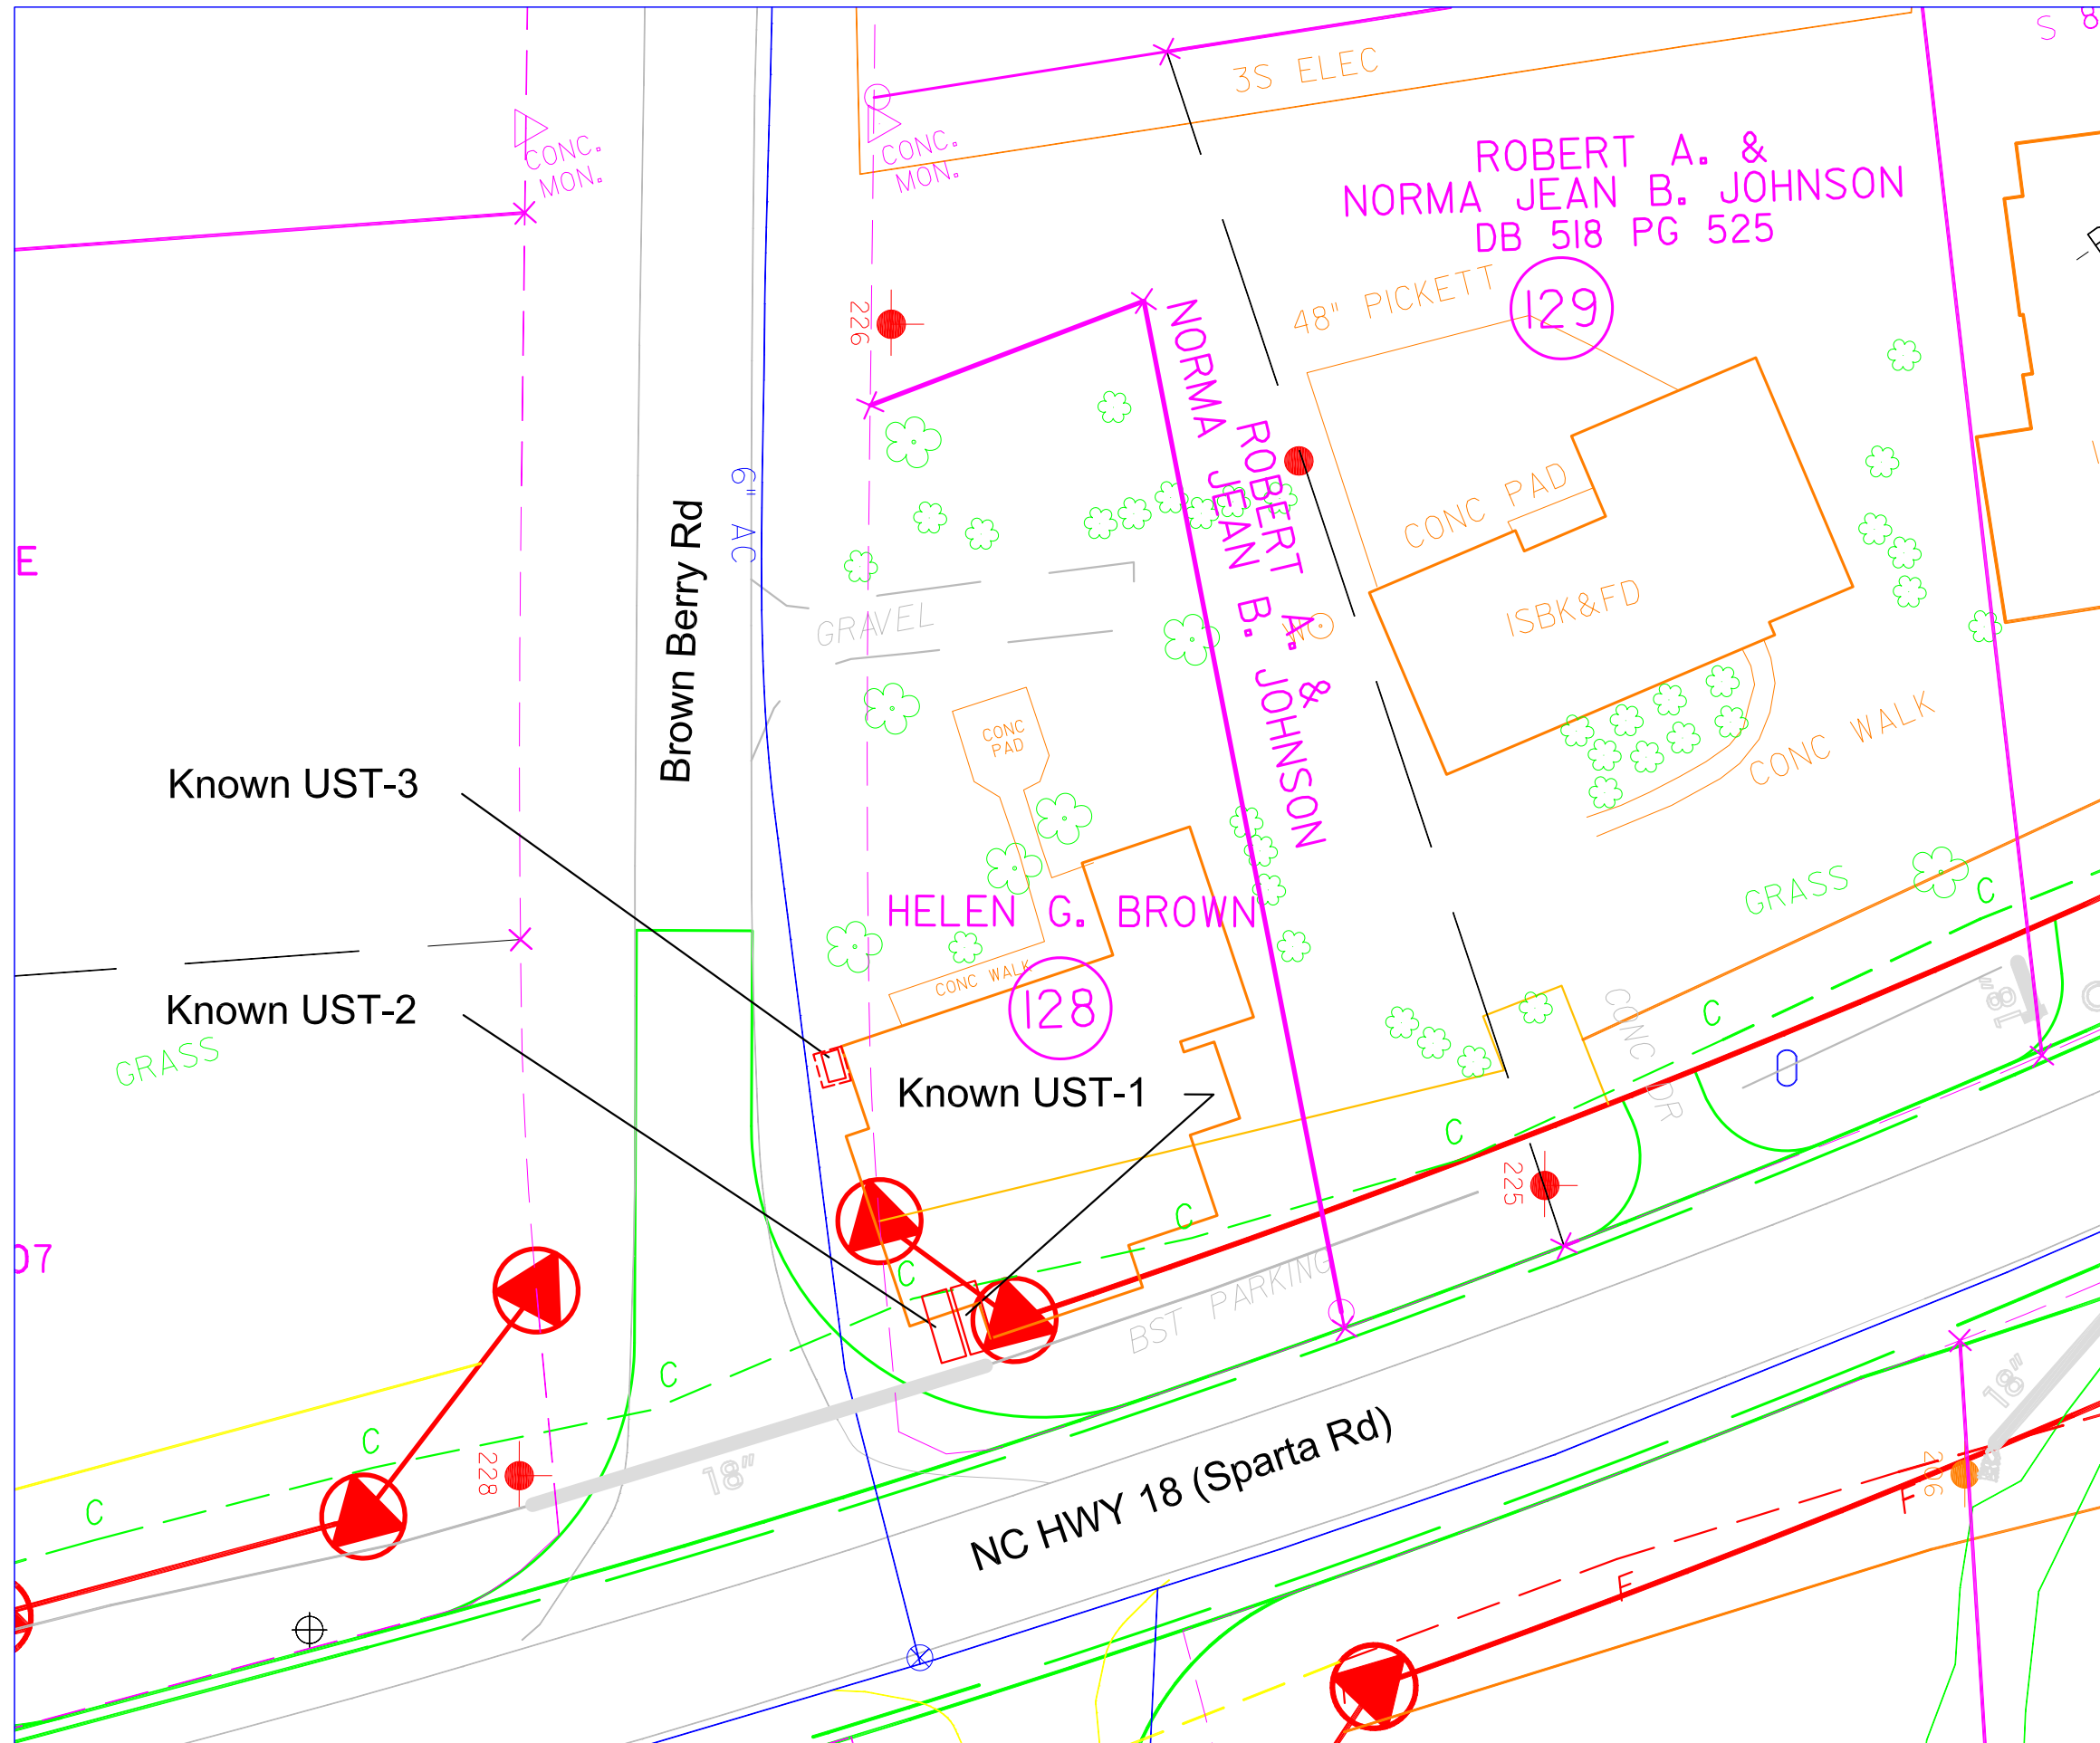 S 8
3S ELEC
CONC.
MON.
CONC.
MON.
ROBERT A. &
NORMA JEAN B. JOHNSON
DB 518 PG 525
129
48" PICKETT
226
NORMA JEAN B. JOHNSON
ROBERT A. &
6" AC
Brown Berry Rd
E
CONC PAD
ISBK&FD
GRAVEL
W
CONC
PAD
CONC WALK
Known UST-3
HELEN G. BROWN
GRASS
C
CONC WALK
128
Known UST-2
GRASS
18"
CONC DR
C
Known UST-1
C
225
C
C
07
BST PARKING
C
C
C
228
18"
18"
NC HWY 18 (Sparta Rd)
206
F
F